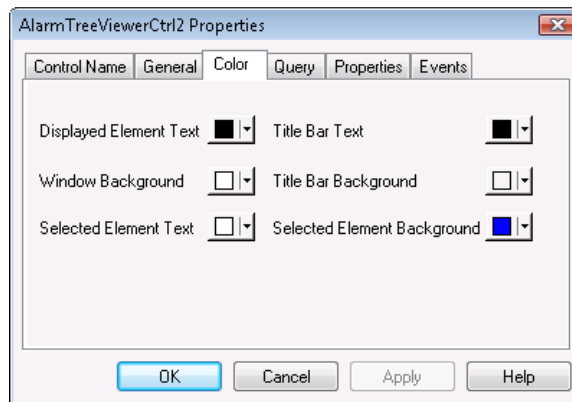 AlarmTreeViewerCtrl2 Properties
Control Name General Color Query Properties Events
Displayed Element Text Title Bar Text
Window Background Title Bar Background
Selected Element Text Selected Element Background
OK Cancel Apply Help